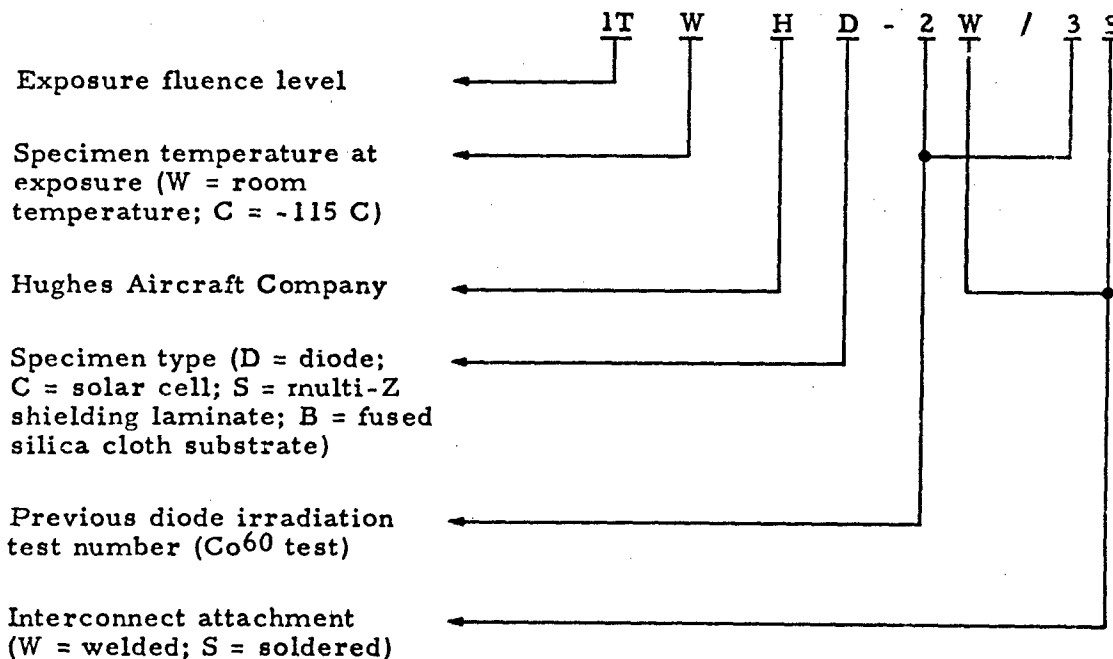 1T W H D - 2 W / 3 S
Exposure fluence level
Specimen temperature at
exposure (W = room
temperature; C = -115 C)
Hughes Aircraft Company
Specimen type (D = diode;
C = solar cell; S = multi-Z
shielding laminate; B = fused
silica cloth substrate)
Previous diode irradiation
test number (Co60 test)
Interconnect attachment
(W = welded; S = soldered)